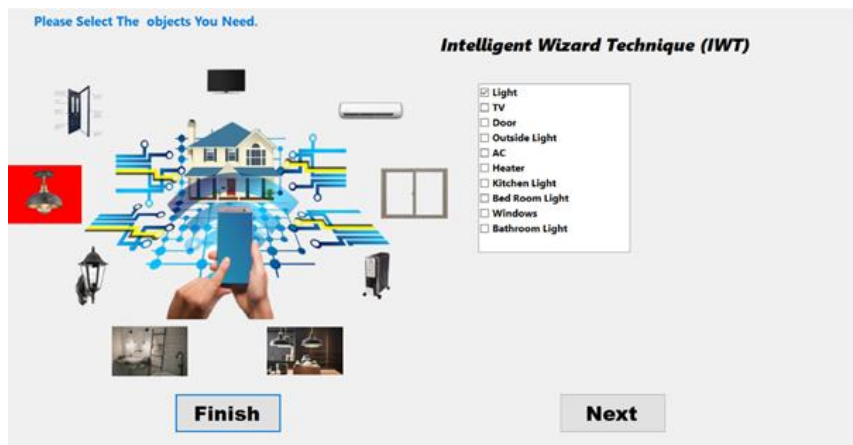 Please Select The objects You Need.
Intelligent Wizard Technique (IWT)
Light
TV
Door
Outside Light
AC
Heater
Kitchen Light
Bed Room Light
Windows
Bathroom Light
Finish
Next